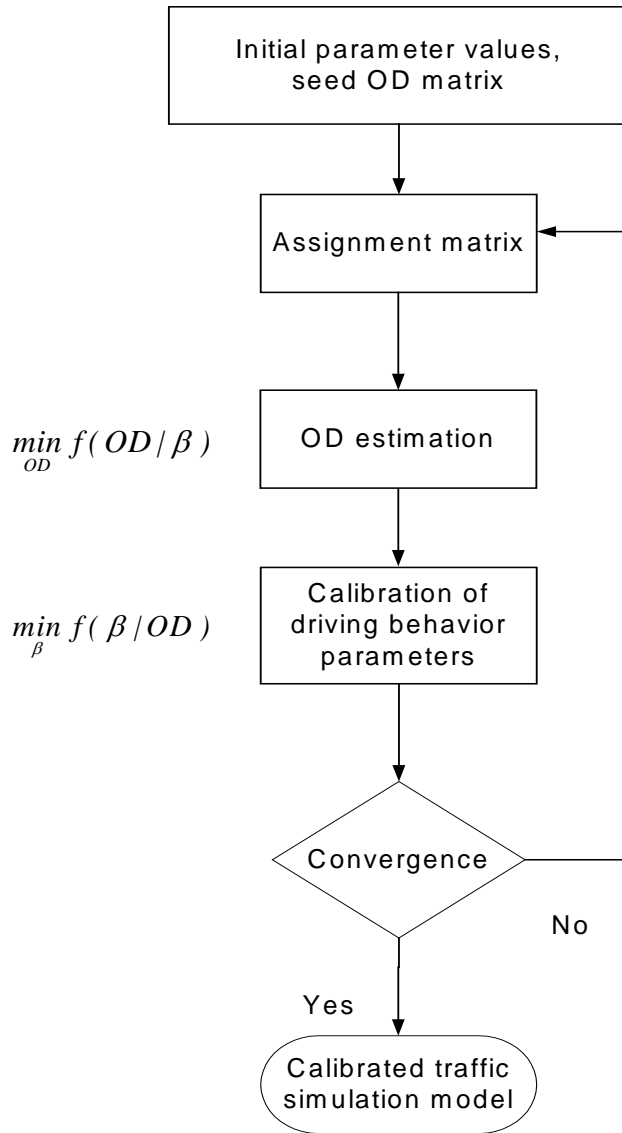 Initial parameter values,
seed OD matrix
Assignment matrix
min f( OD / β )
OD
OD estimation
min f( β / OD )
β
Calibration of
driving behavior
parameters
Convergence
No
Yes
Calibrated traffic
simulation model